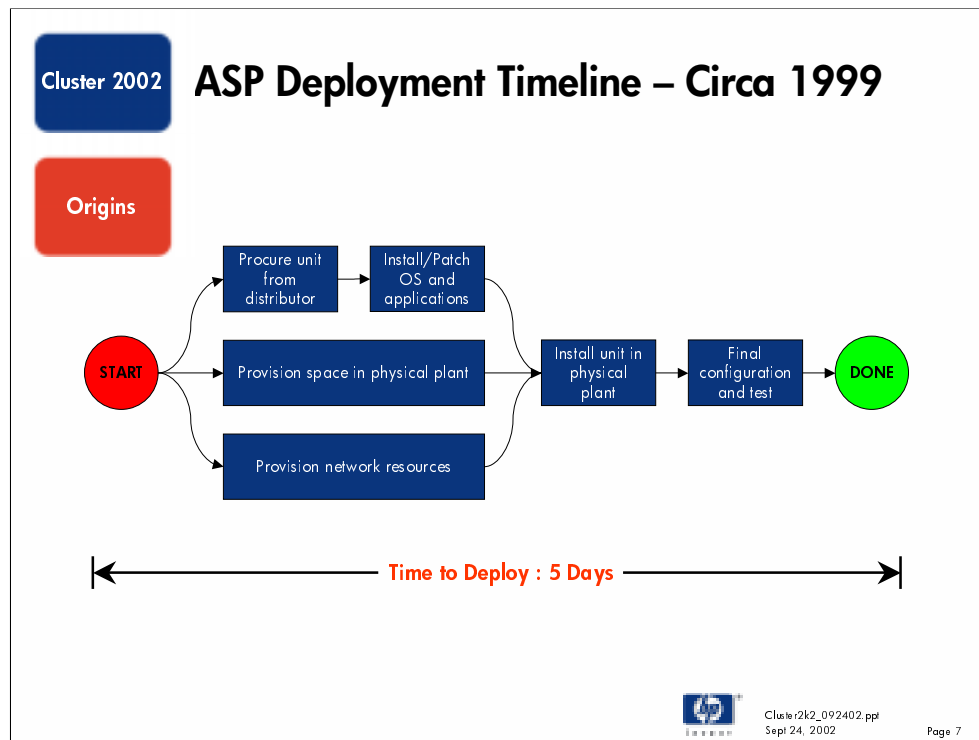 Cluster 2002
ASP Deployment Timeline – Circa 1999
Origins
Procure unit
from
distributor
Install/Patch
OS and
applications
START
Provision space in physical plant
Install unit in
physical
plant
Final
configuration
and test
DONE
Provision network resources
Time to Deploy : 5 Days
hp
Cluster2k2_092402.ppt
Sept 24, 2002
Page 7